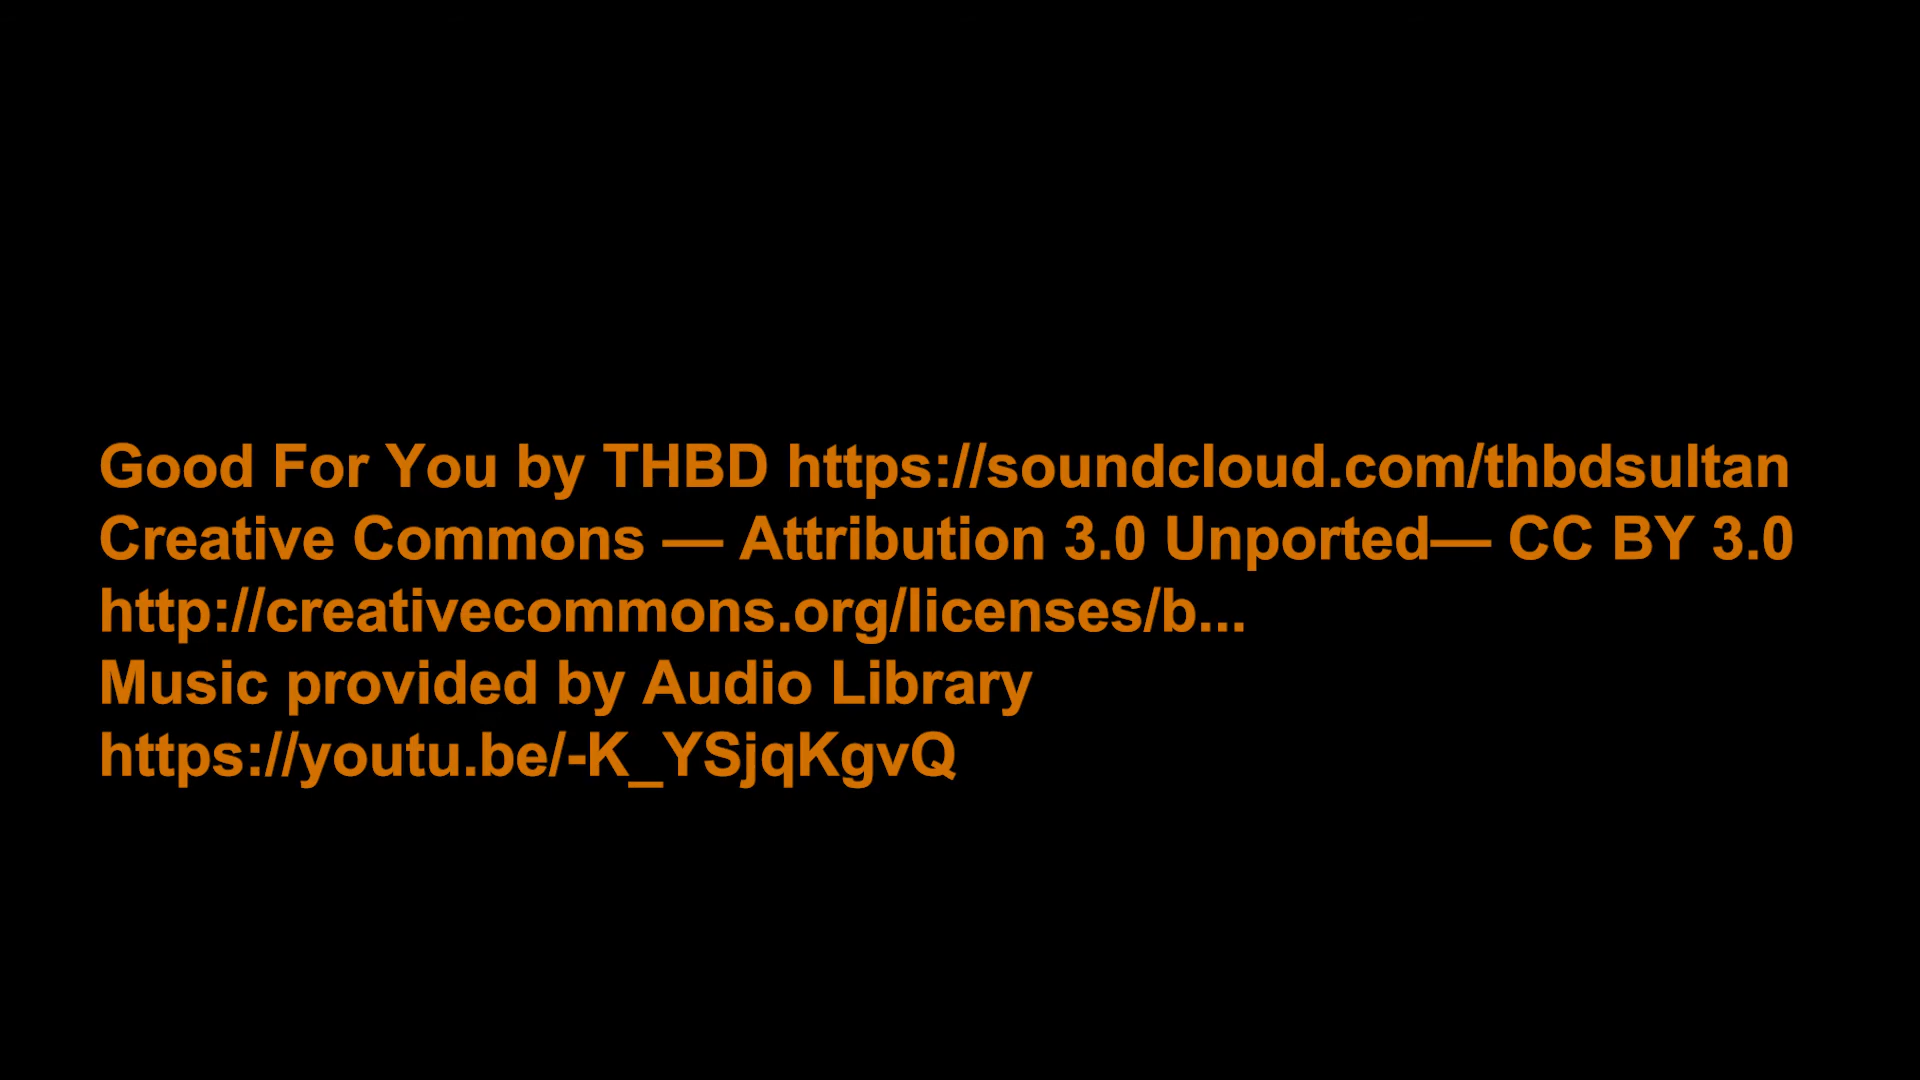 Good For You by THBD https://soundcloud.com/thbdsultan
Creative Commons — Attribution 3.0 Unported— CC BY 3.0
http://creativecommons.org/licenses/b...
Music provided by Audio Library
https://youtu.be/-K_YSjqKgvQ